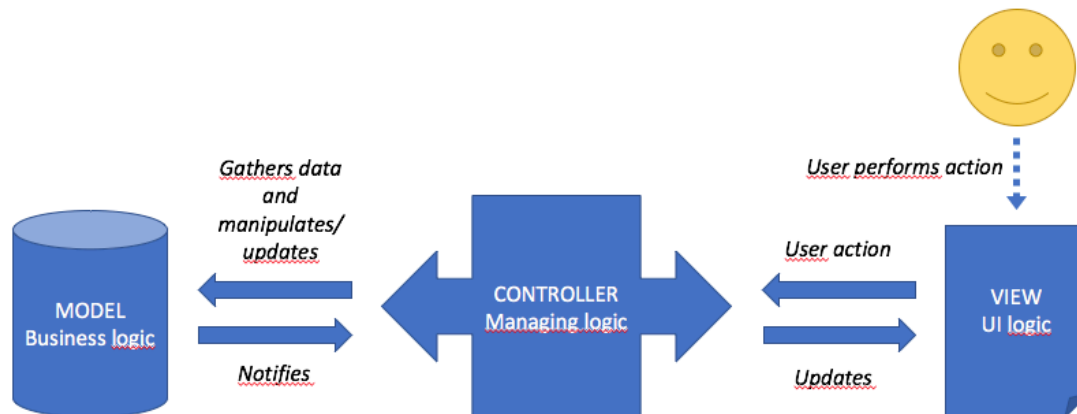 User performs action
Gathers data
and
manipulates/
updates
User action
MODEL
Business logic
CONTROLLER
Managing logic
VIEW
UI logic
Notifies
Updates